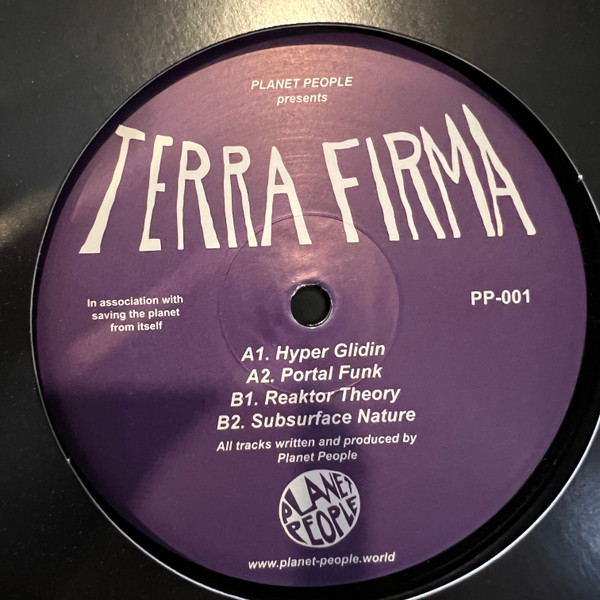 PLANET PEOPLE
presents
TERRA FIRMA
In association with
saving the planet
from itself
PP-001
A1. Hyper Glidin
A2. Portal Funk
B1. Reaktor Theory
B2. Subsurface Nature
All tracks written and produced by
Planet People
PLANET
PEOPLE
www.planet-people.world